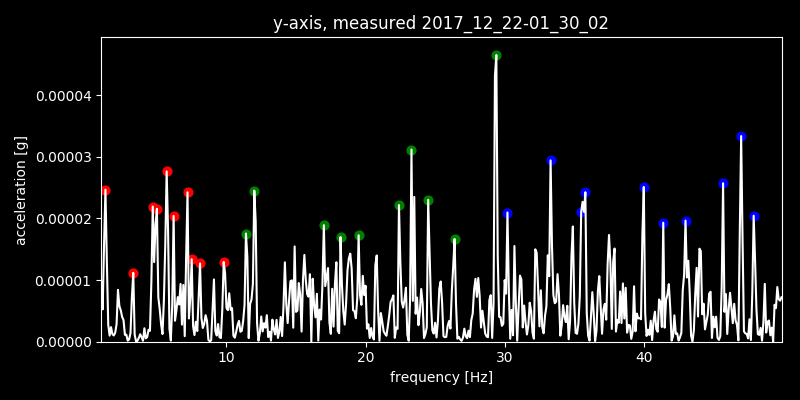 y-axis, measured 2017_12_22-01_30_02
acceleration [g]
0.00004
0.00003
0.00002
0.00001
0.00000
10 20 30 40
frequency [Hz]